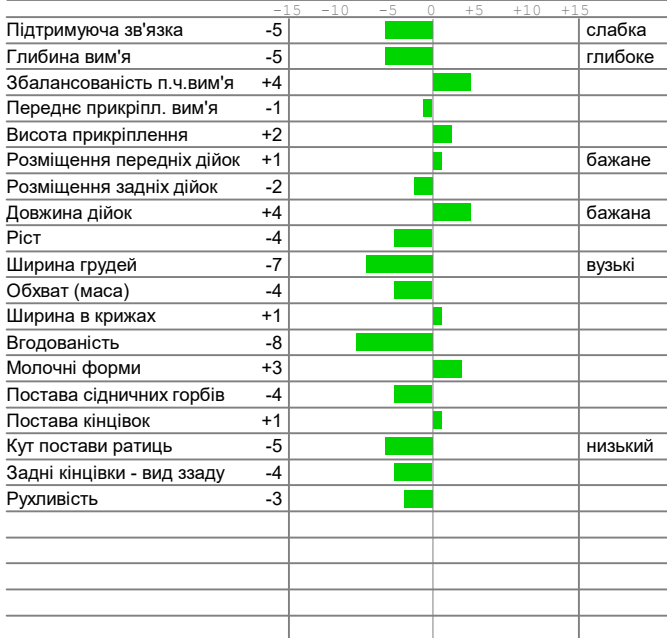 -15 -10 -5 0 +5 +10 +15
Підтримуюча зв'язка -5 слабка
Глибина вим'я -5 глибоке
Збалансованість п.ч.вим'я +4
Переднє прикріпл. вим'я -1
Висота прикріплення +2
Розміщення передніх дійок +1 бажане
Розміщення задніх дійок -2
Довжина дійок +4 бажана
Ріст -4
Ширина грудей -7 вузькі
Обхват (маса) -4
Ширина в крижах +1
Вгодованість -8
Молочні форми +3
Постава сідничних горбів -4
Постава кінцівок +1
Кут постави ратиць -5 низький
Задні кінцівки - вид ззаду -4
Рухливість -3